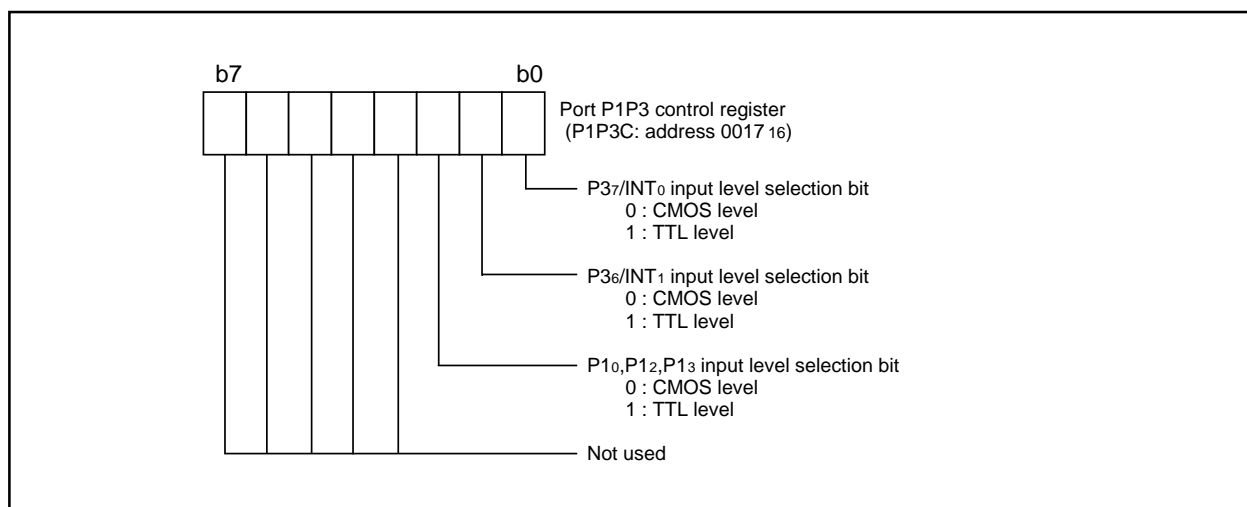 b7 b0
Port P1P3 control register
(P1P3C: address 0017 16)
P37/INT0 input level selection bit
0 : CMOS level
1 : TTL level
P36/INT1 input level selection bit
0 : CMOS level
1 : TTL level
P10,P12,P13 input level selection bit
0 : CMOS level
1 : TTL level
Not used